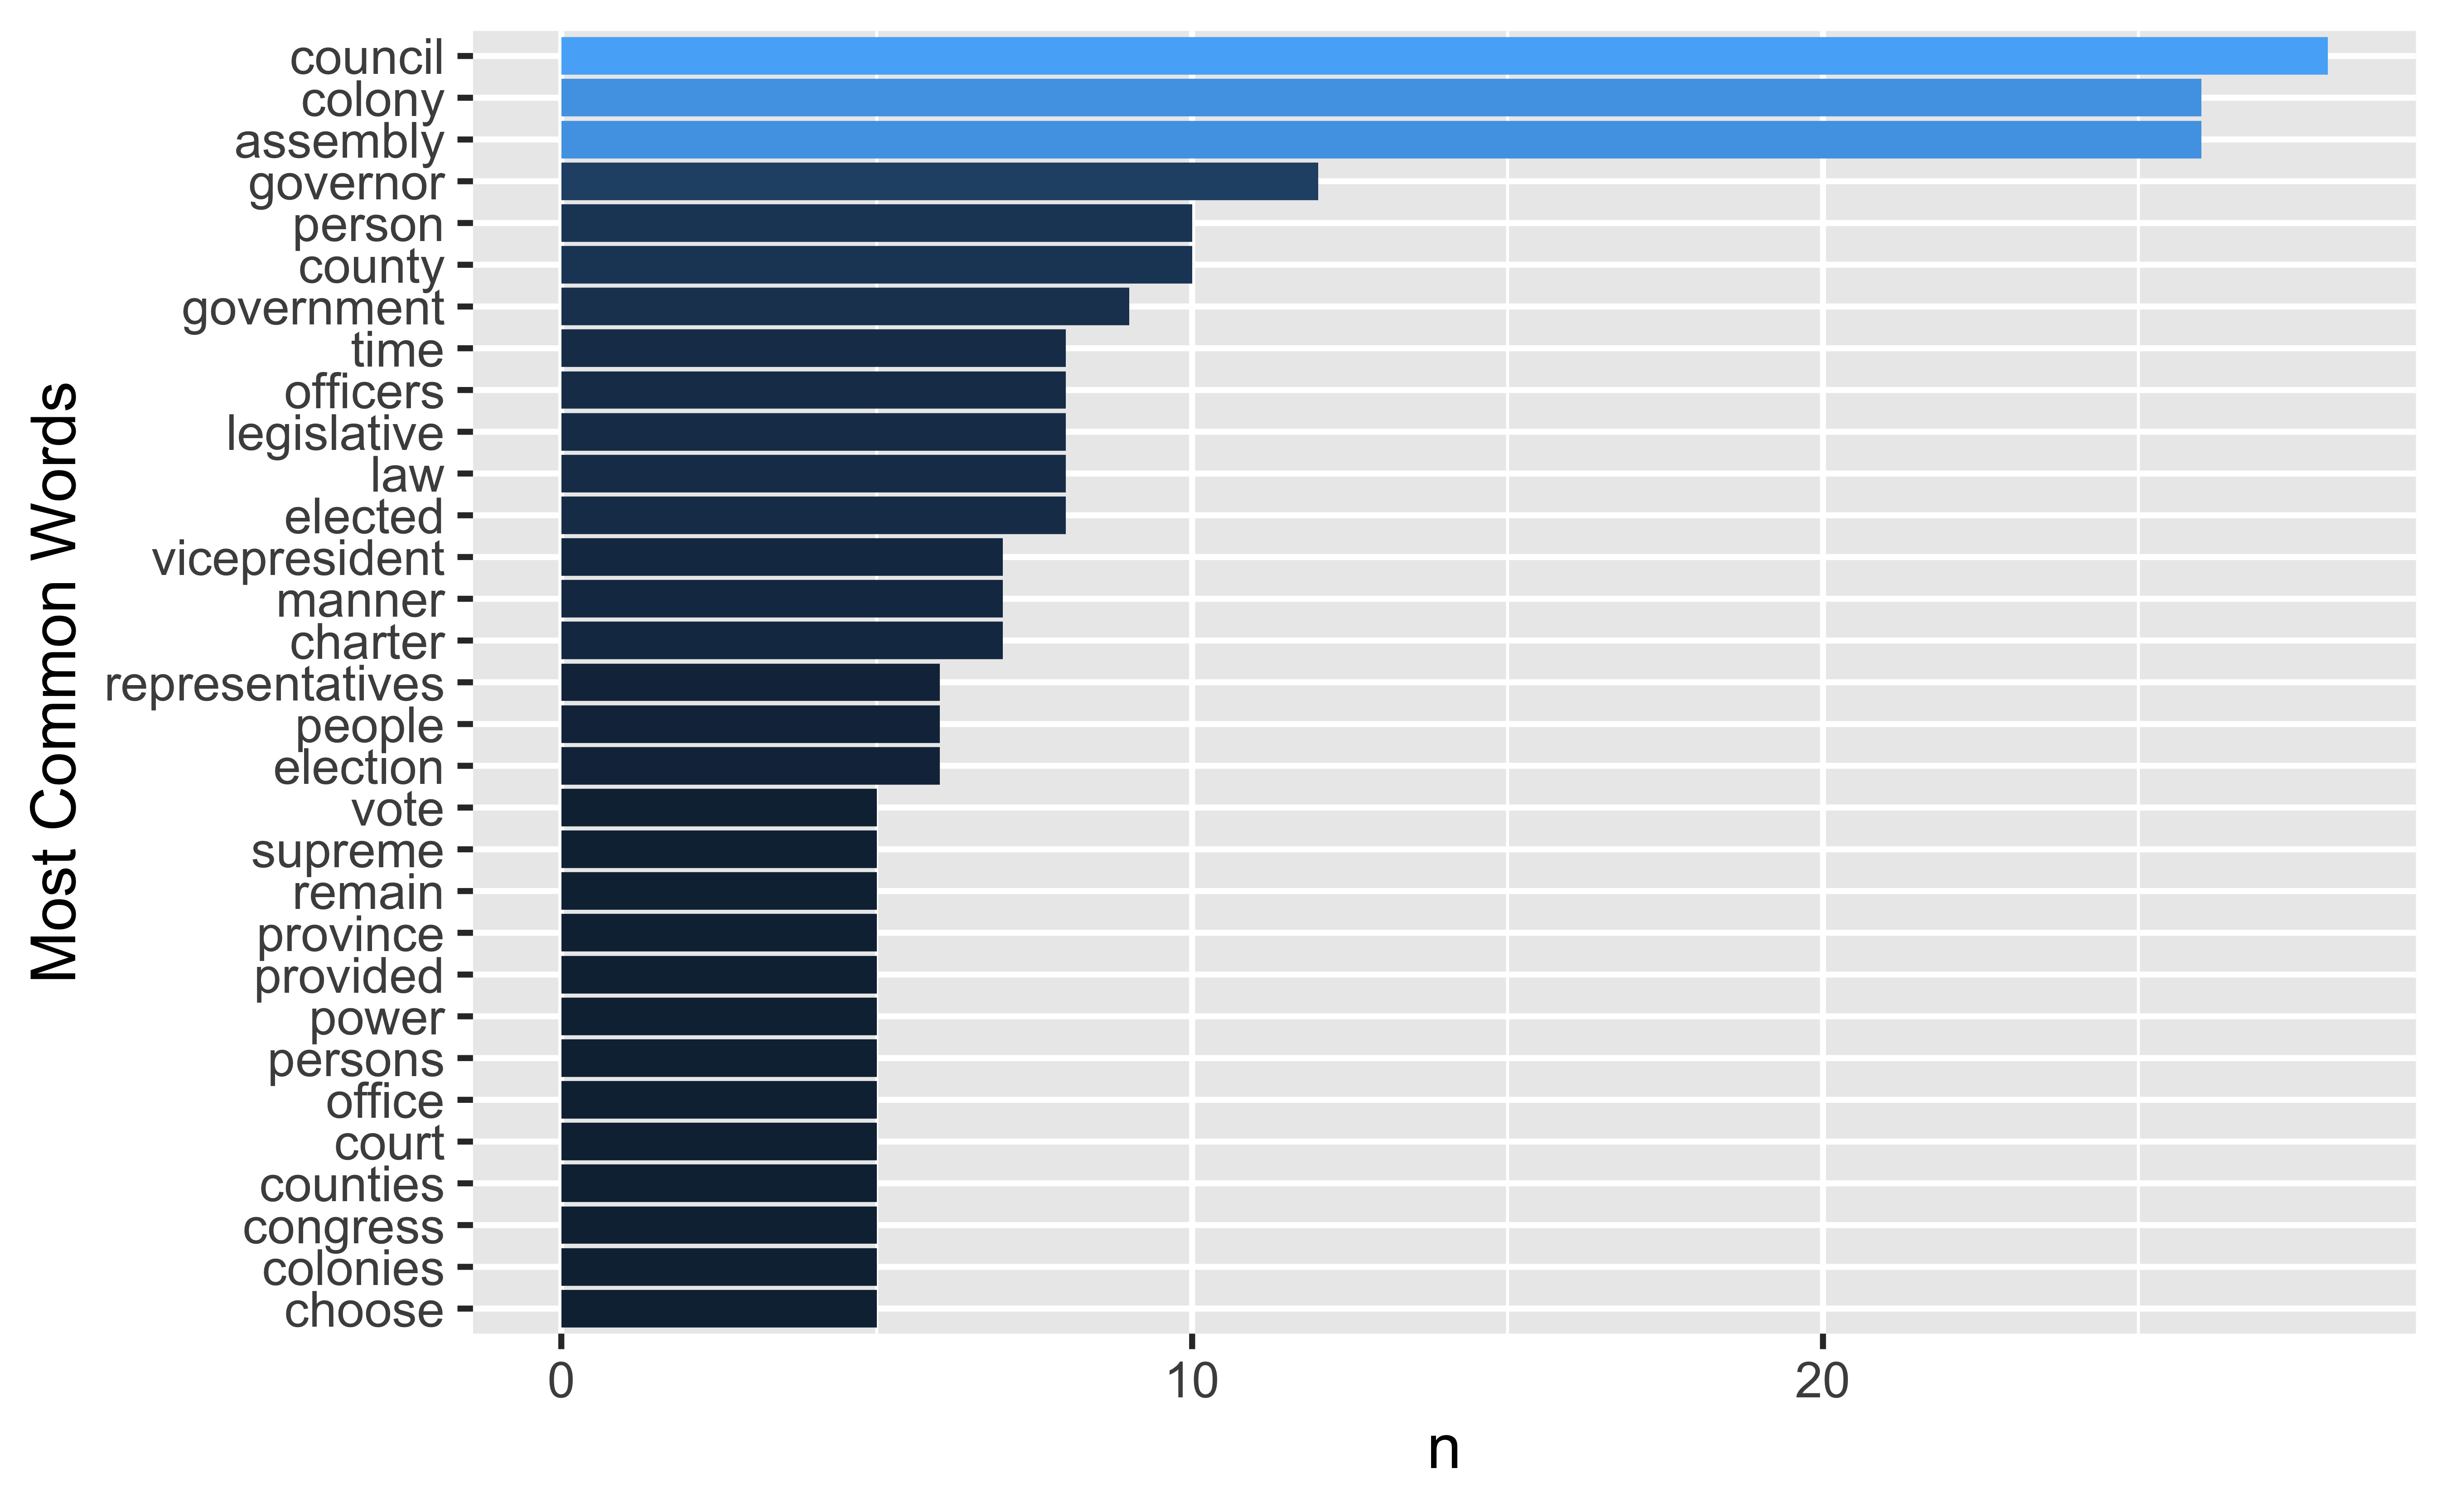 Most Common Words
council
colony
assembly
governor
person
county
government
time
officers
legislative
law
elected
vicepresident
manner
charter
representatives
people
election
vote
supreme
remain
province
provided
power
persons
office
court
counties
congress
colonies
choose
0 10 20
n